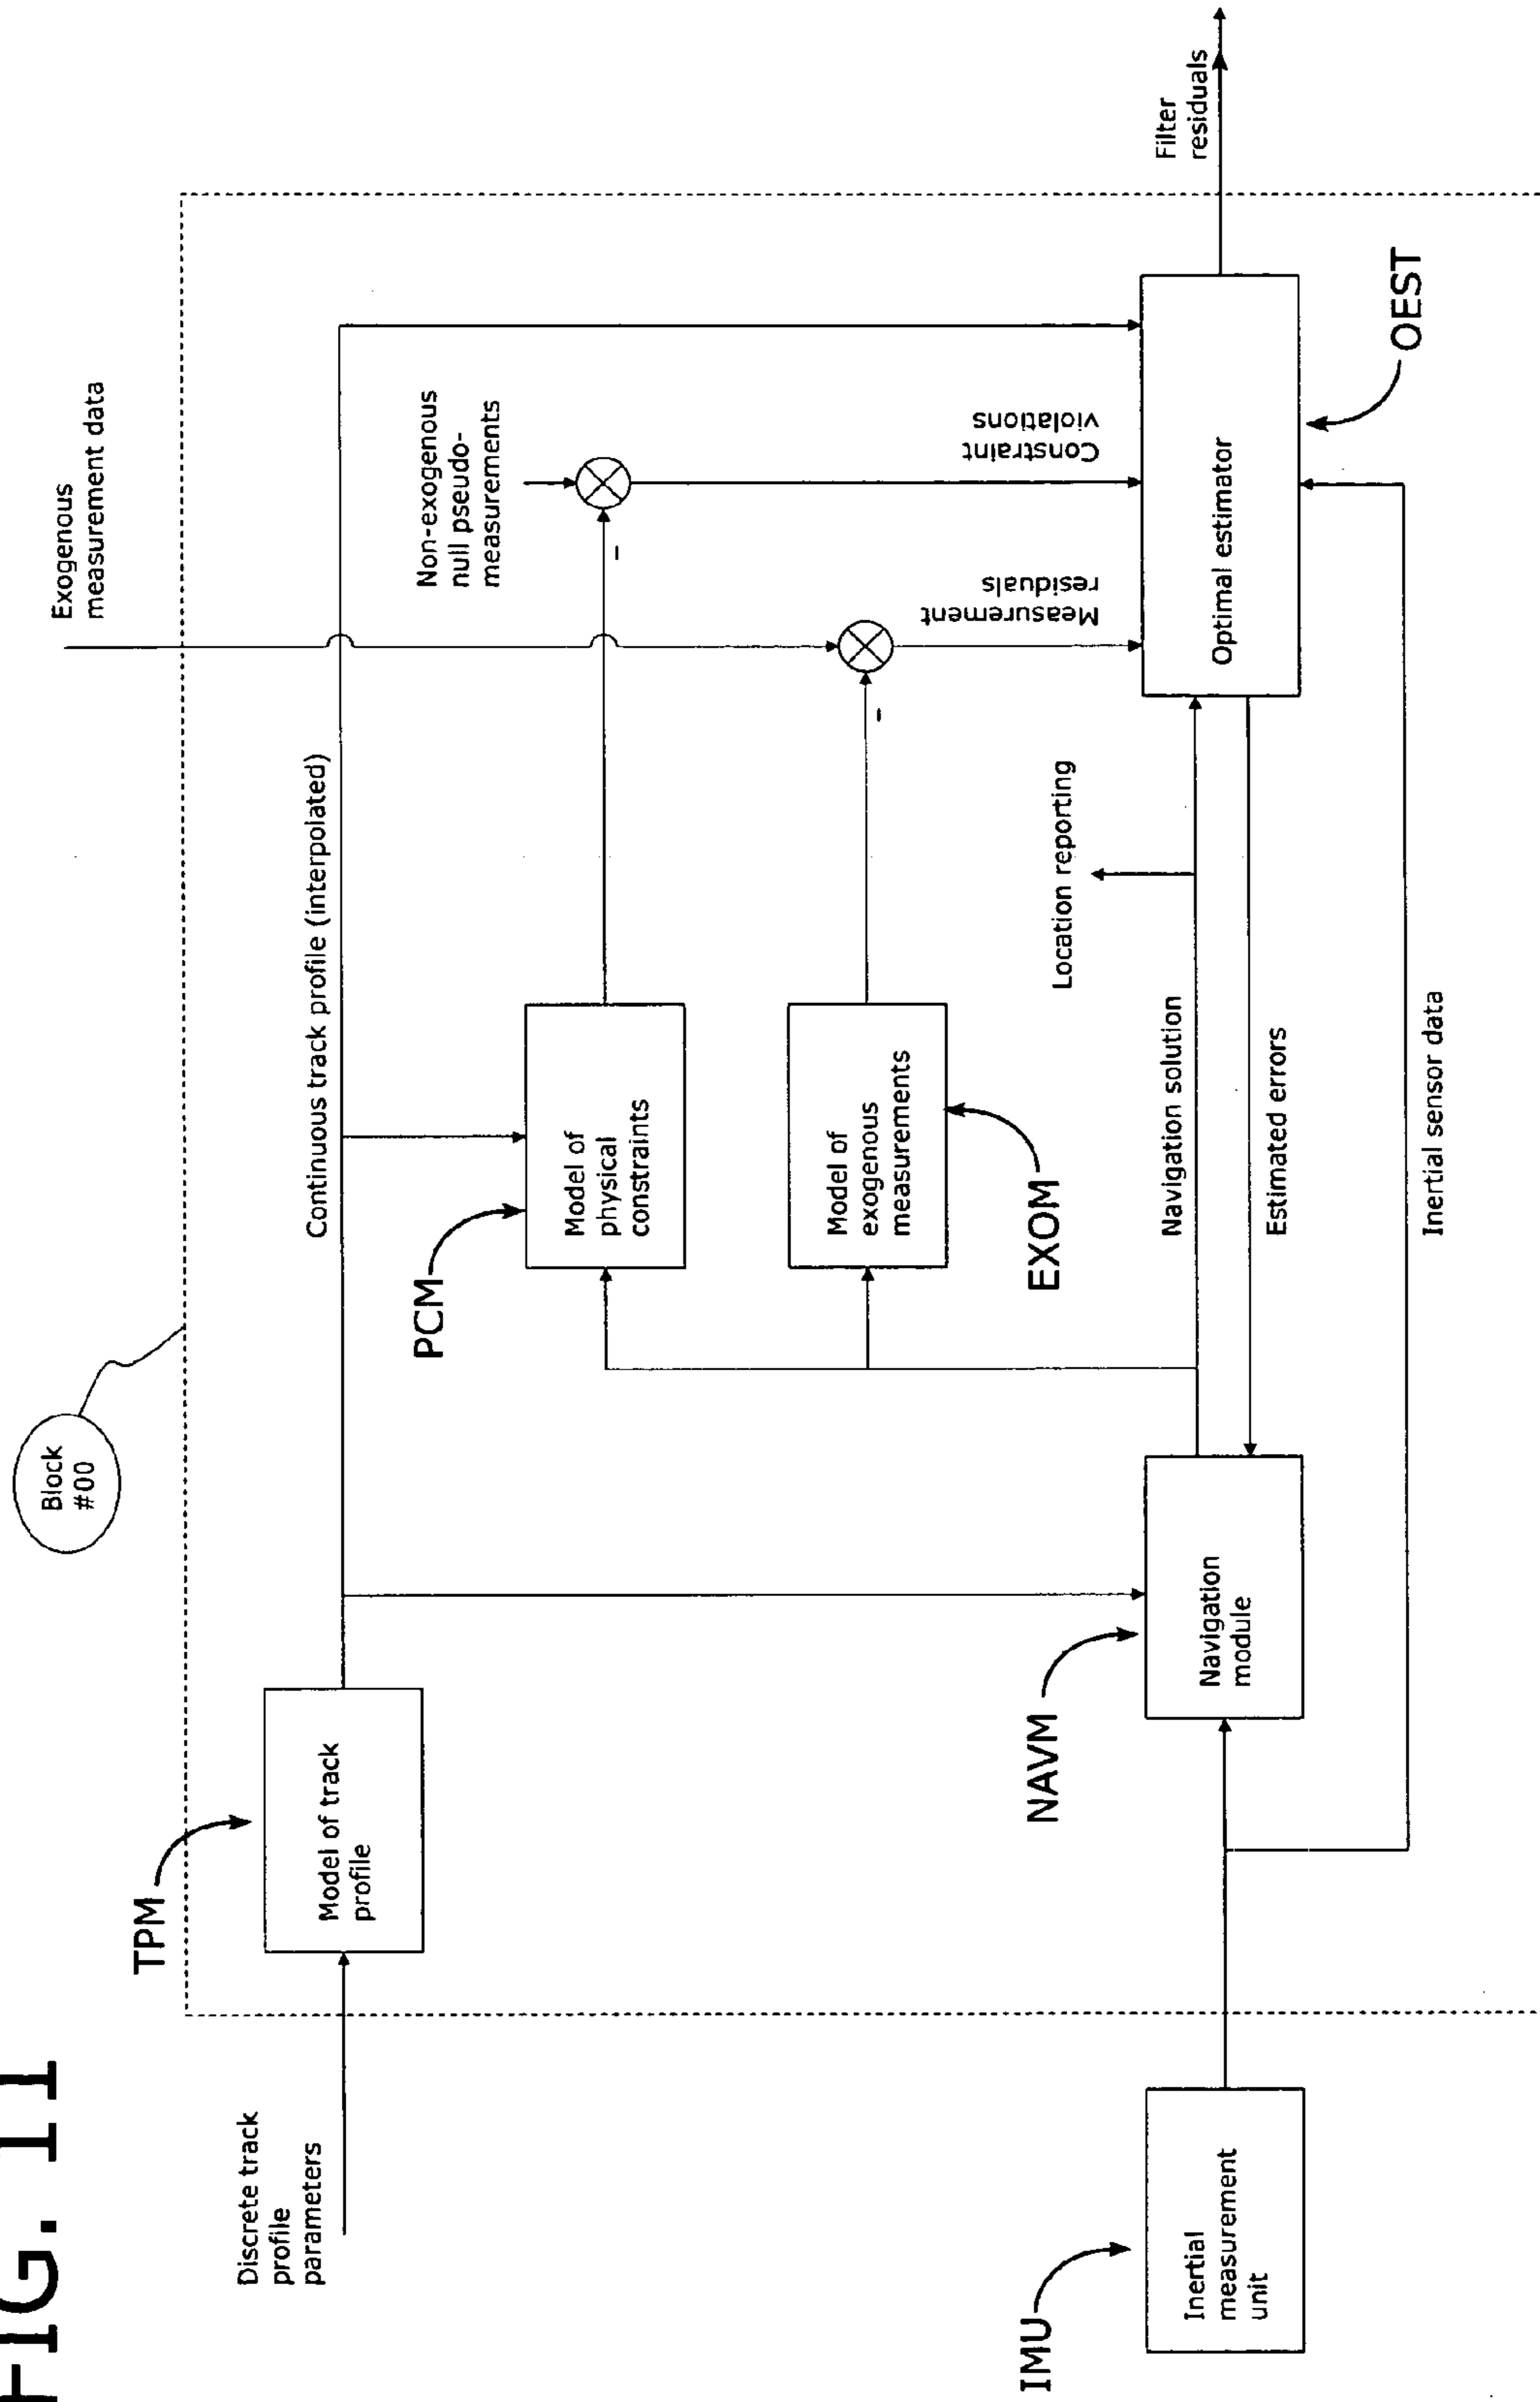 FIG. 11
Block
#00
Exogenous
measurement data
TPM
Discrete track
profile
parameters
Model of track
profile
Continuous track profile (interpolated)
PCM
Model of
physical
constraints
Non-exogenous
null pseudo-
measurements
-
Model of
exogenous
measurements
EXOM
-
Measurement
residuals
Constraint
violations
Filter
residuals
Location reporting
IMU
Inertial
measurement
unit
NAVM
Navigation
module
Navigation solution
Estimated errors
Optimal estimator
OEST
Inertial sensor data